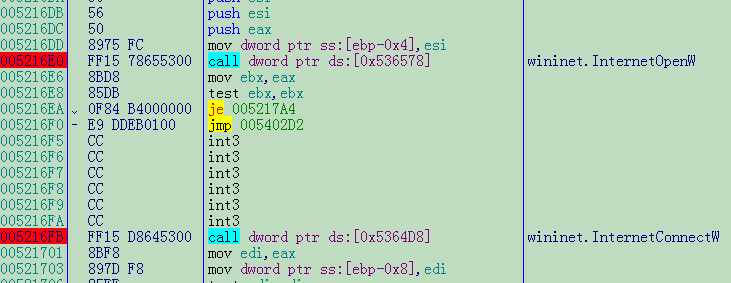 005216DB 56 push esi
005216DC 50 push eax
005216DD 8975 FC mov dword ptr ss:[ebp-0x4],esi
005216E0 FF15 78655300 call dword ptr ds:[0x536578] wininet.InternetOpenW
005216E6 8BD8 mov ebx,eax
005216E8 85DB test ebx,ebx
005216EA 0F84 B4000000 je 005217A4
005216F0 - E9 DDEB0100 jmp 005402D2
005216F5 CC int3
005216F6 CC int3
005216F7 CC int3
005216F8 CC int3
005216F9 CC int3
005216FA CC int3
005216FB FF15 D8645300 call dword ptr ds:[0x5364D8] wininet.InternetConnectW
00521701 8BF8 mov edi,eax
00521703 897D F8 mov dword ptr ss:[ebp-0x8],edi